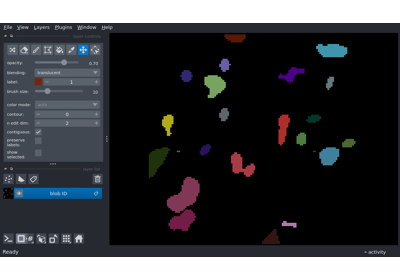 File View Layers Plugins Window Help
opacity: 0.70
blending: translucent
label: 1
brush size: 10
color mode:
contour: 0
n edit dim: 2
contiguous:
preserve
labels:
show
selected:
blob ID
Ready
activity